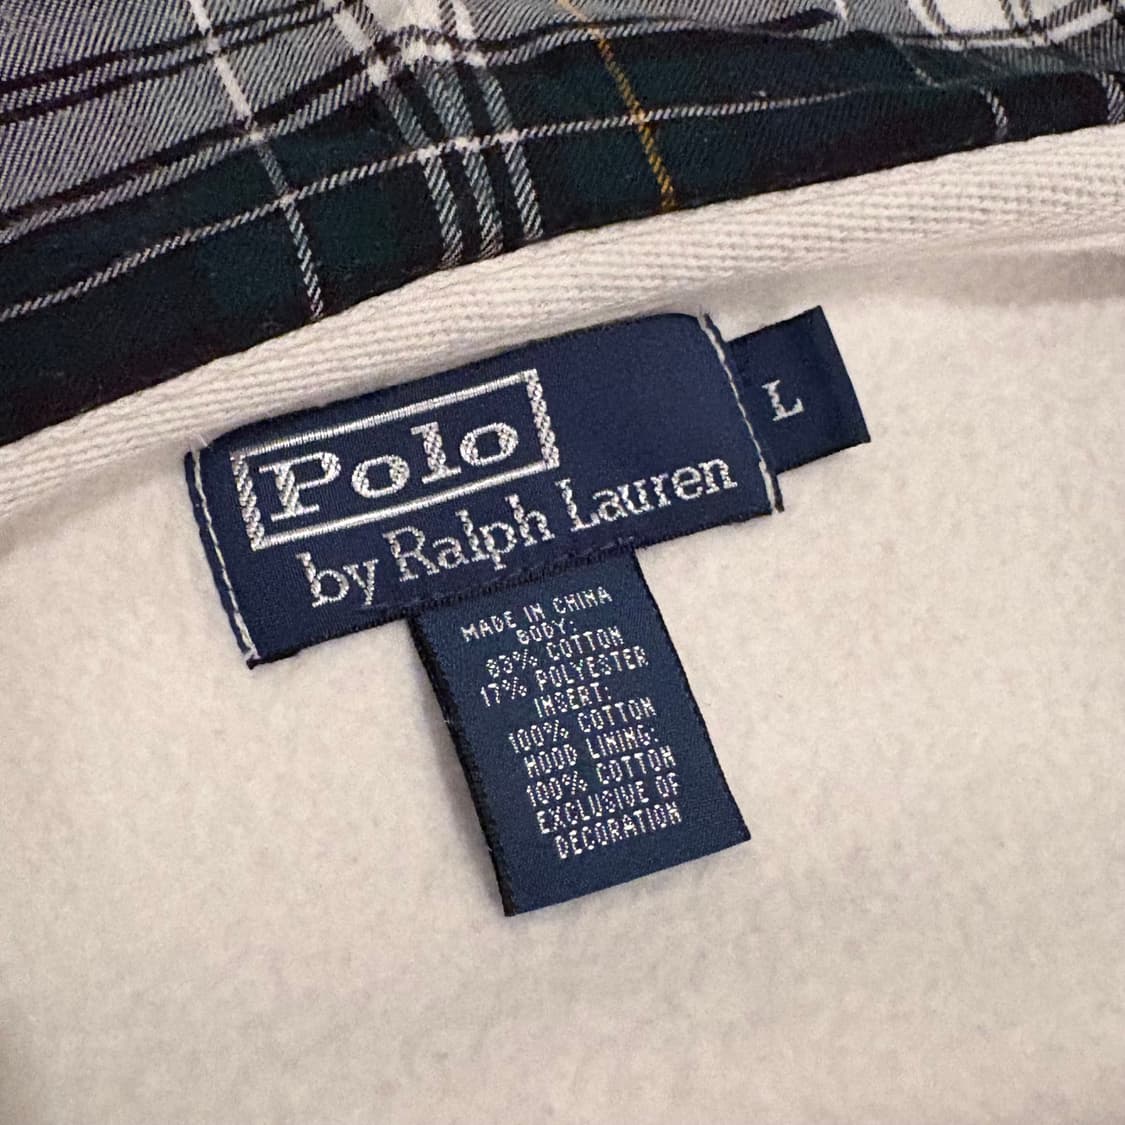 Polo
by Ralph Lauren
L
MADE IN CHINA
BODY:
83% COTTON
17% POLYESTER
INSERT:
100% COTTON
HOOD LINING:
100% COTTON
EXCLUSIVE OF
DECORATION